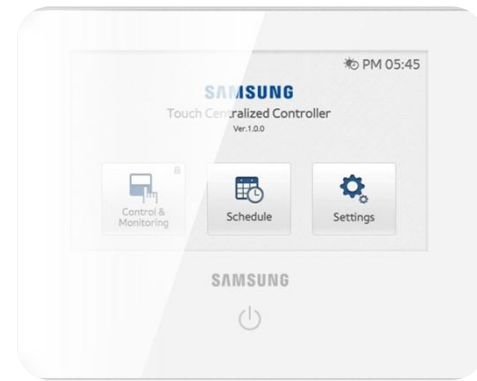 PM 05:45
SAMSUNG
Touch Centralized Controller
Ver.1.0.0
Control &
Monitoring
Schedule
Settings
SAMSUNG